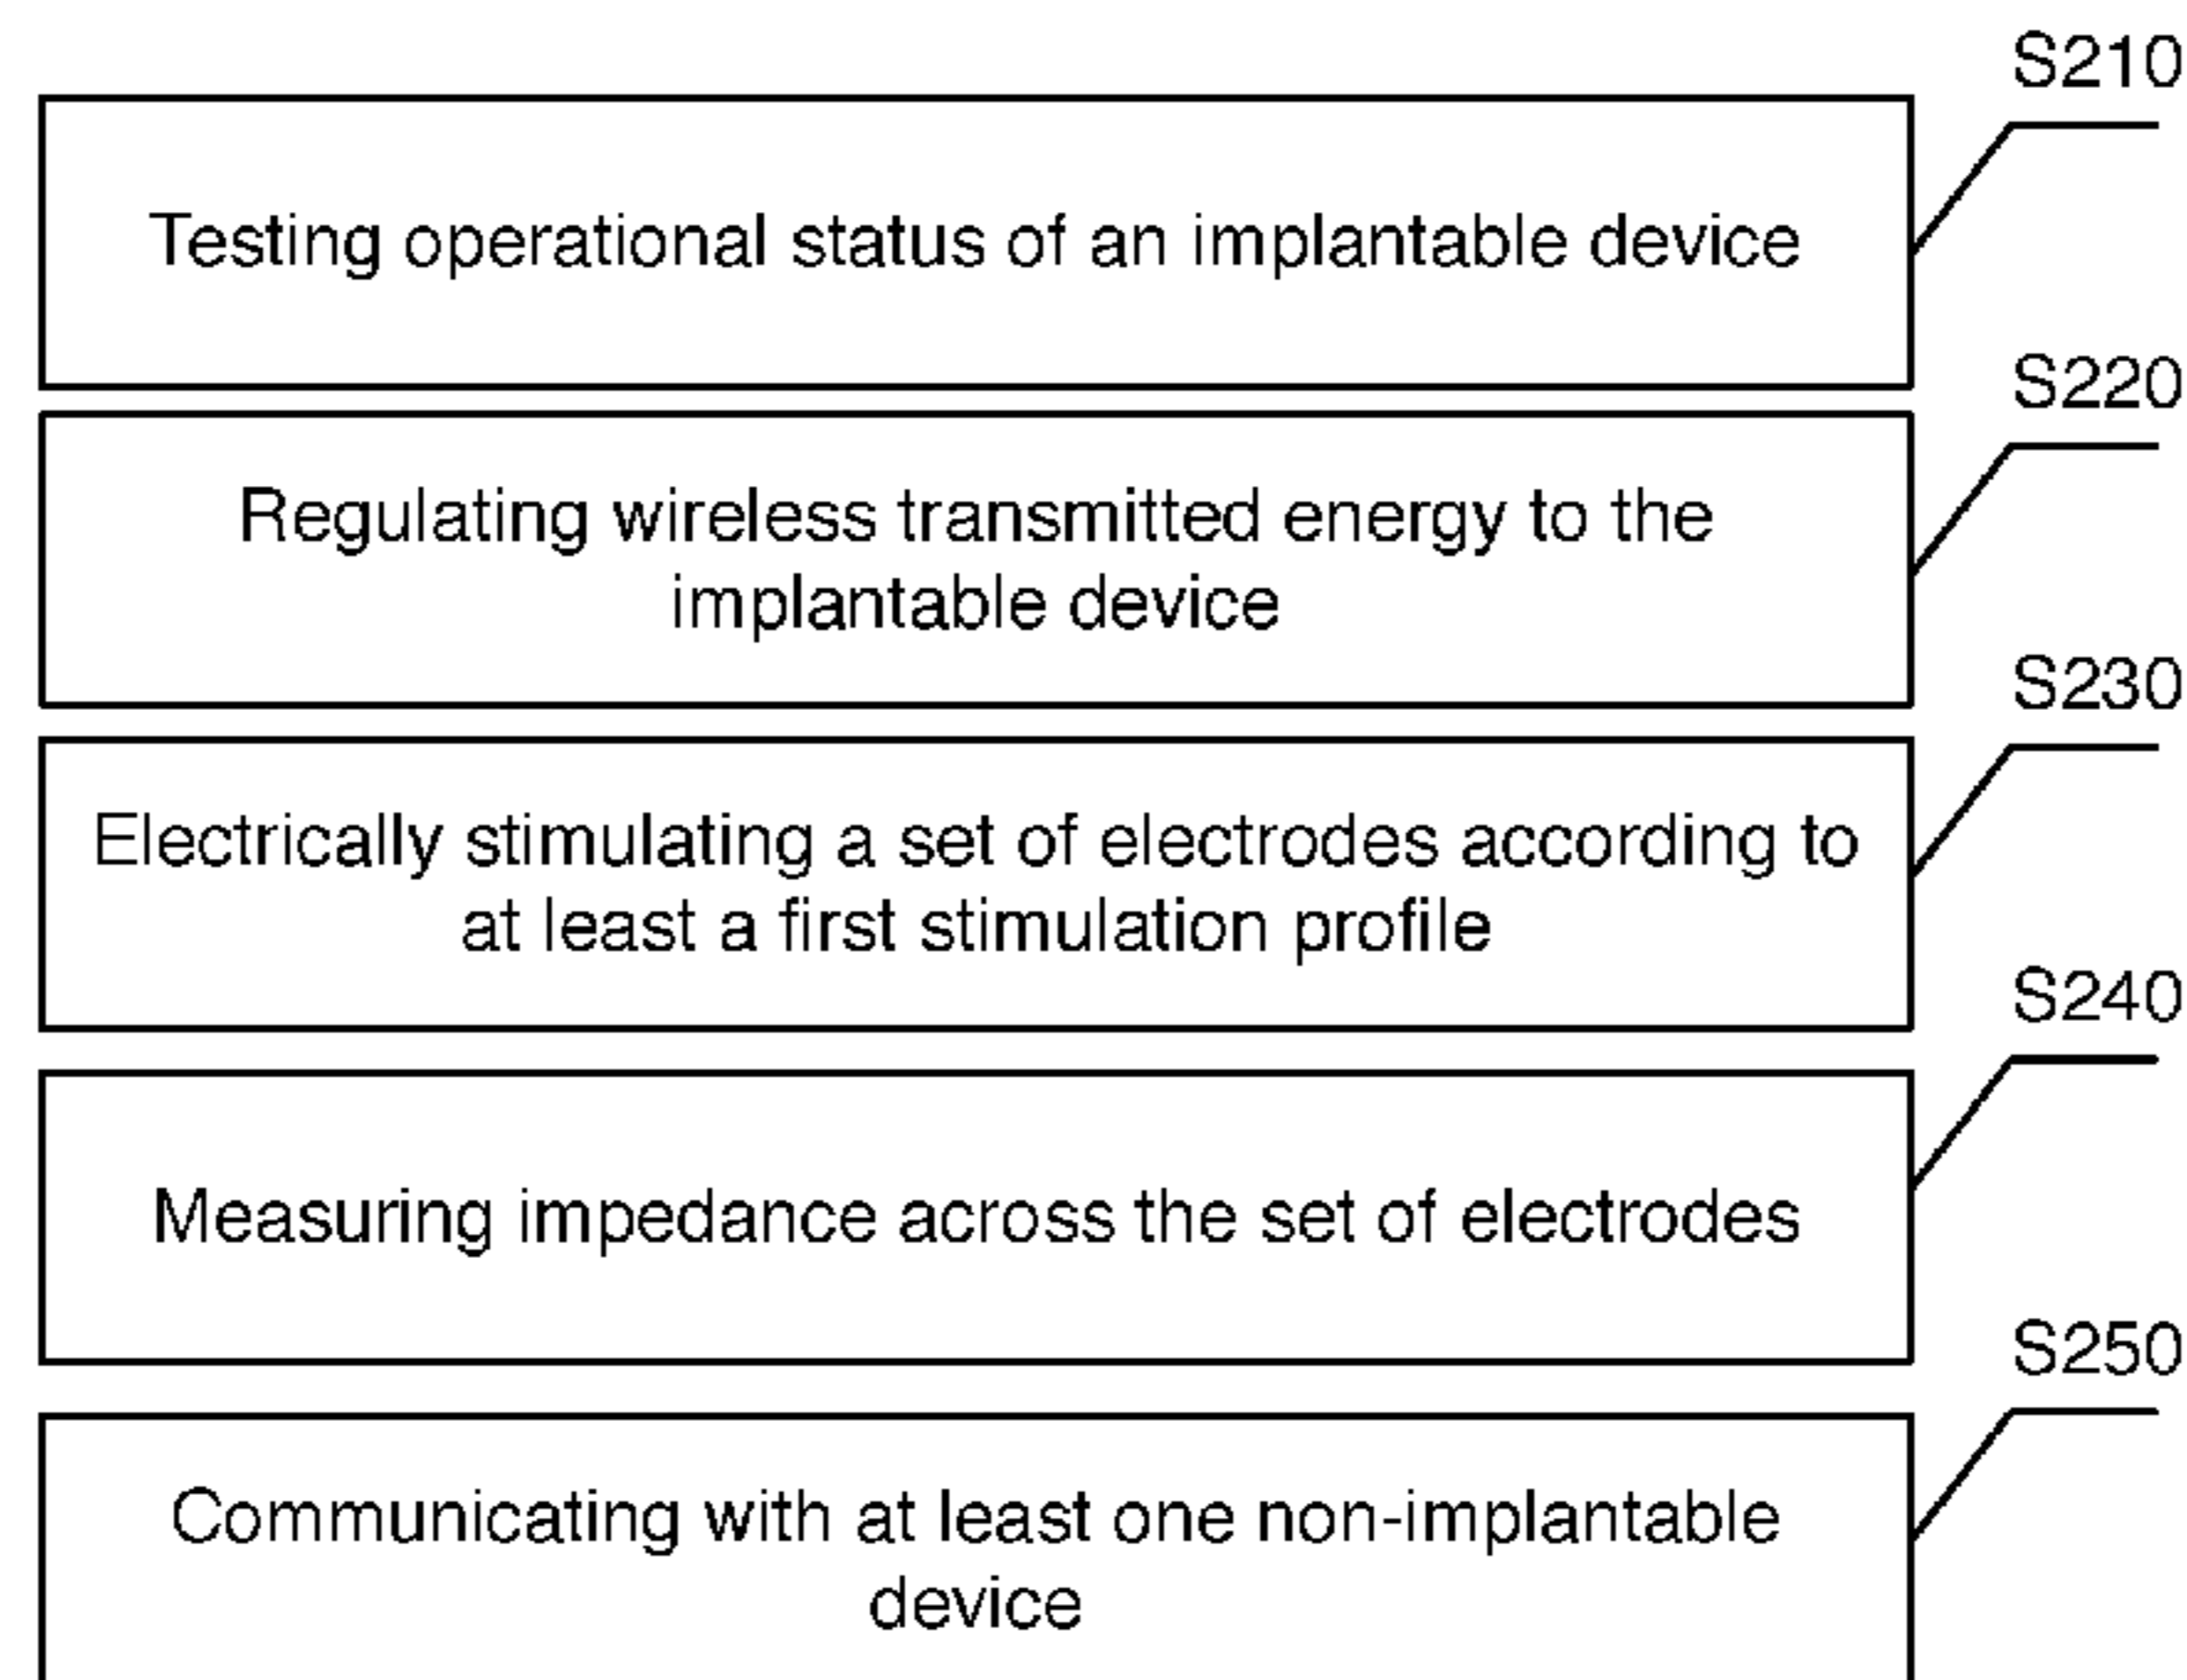 S210
Testing operational status of an implantable device
S220
Regulating wireless transmitted energy to the
implantable device
S230
Electrically stimulating a set of electrodes according to
at least a first stimulation profile
S240
Measuring impedance across the set of electrodes
S250
Communicating with at least one non-implantable
device